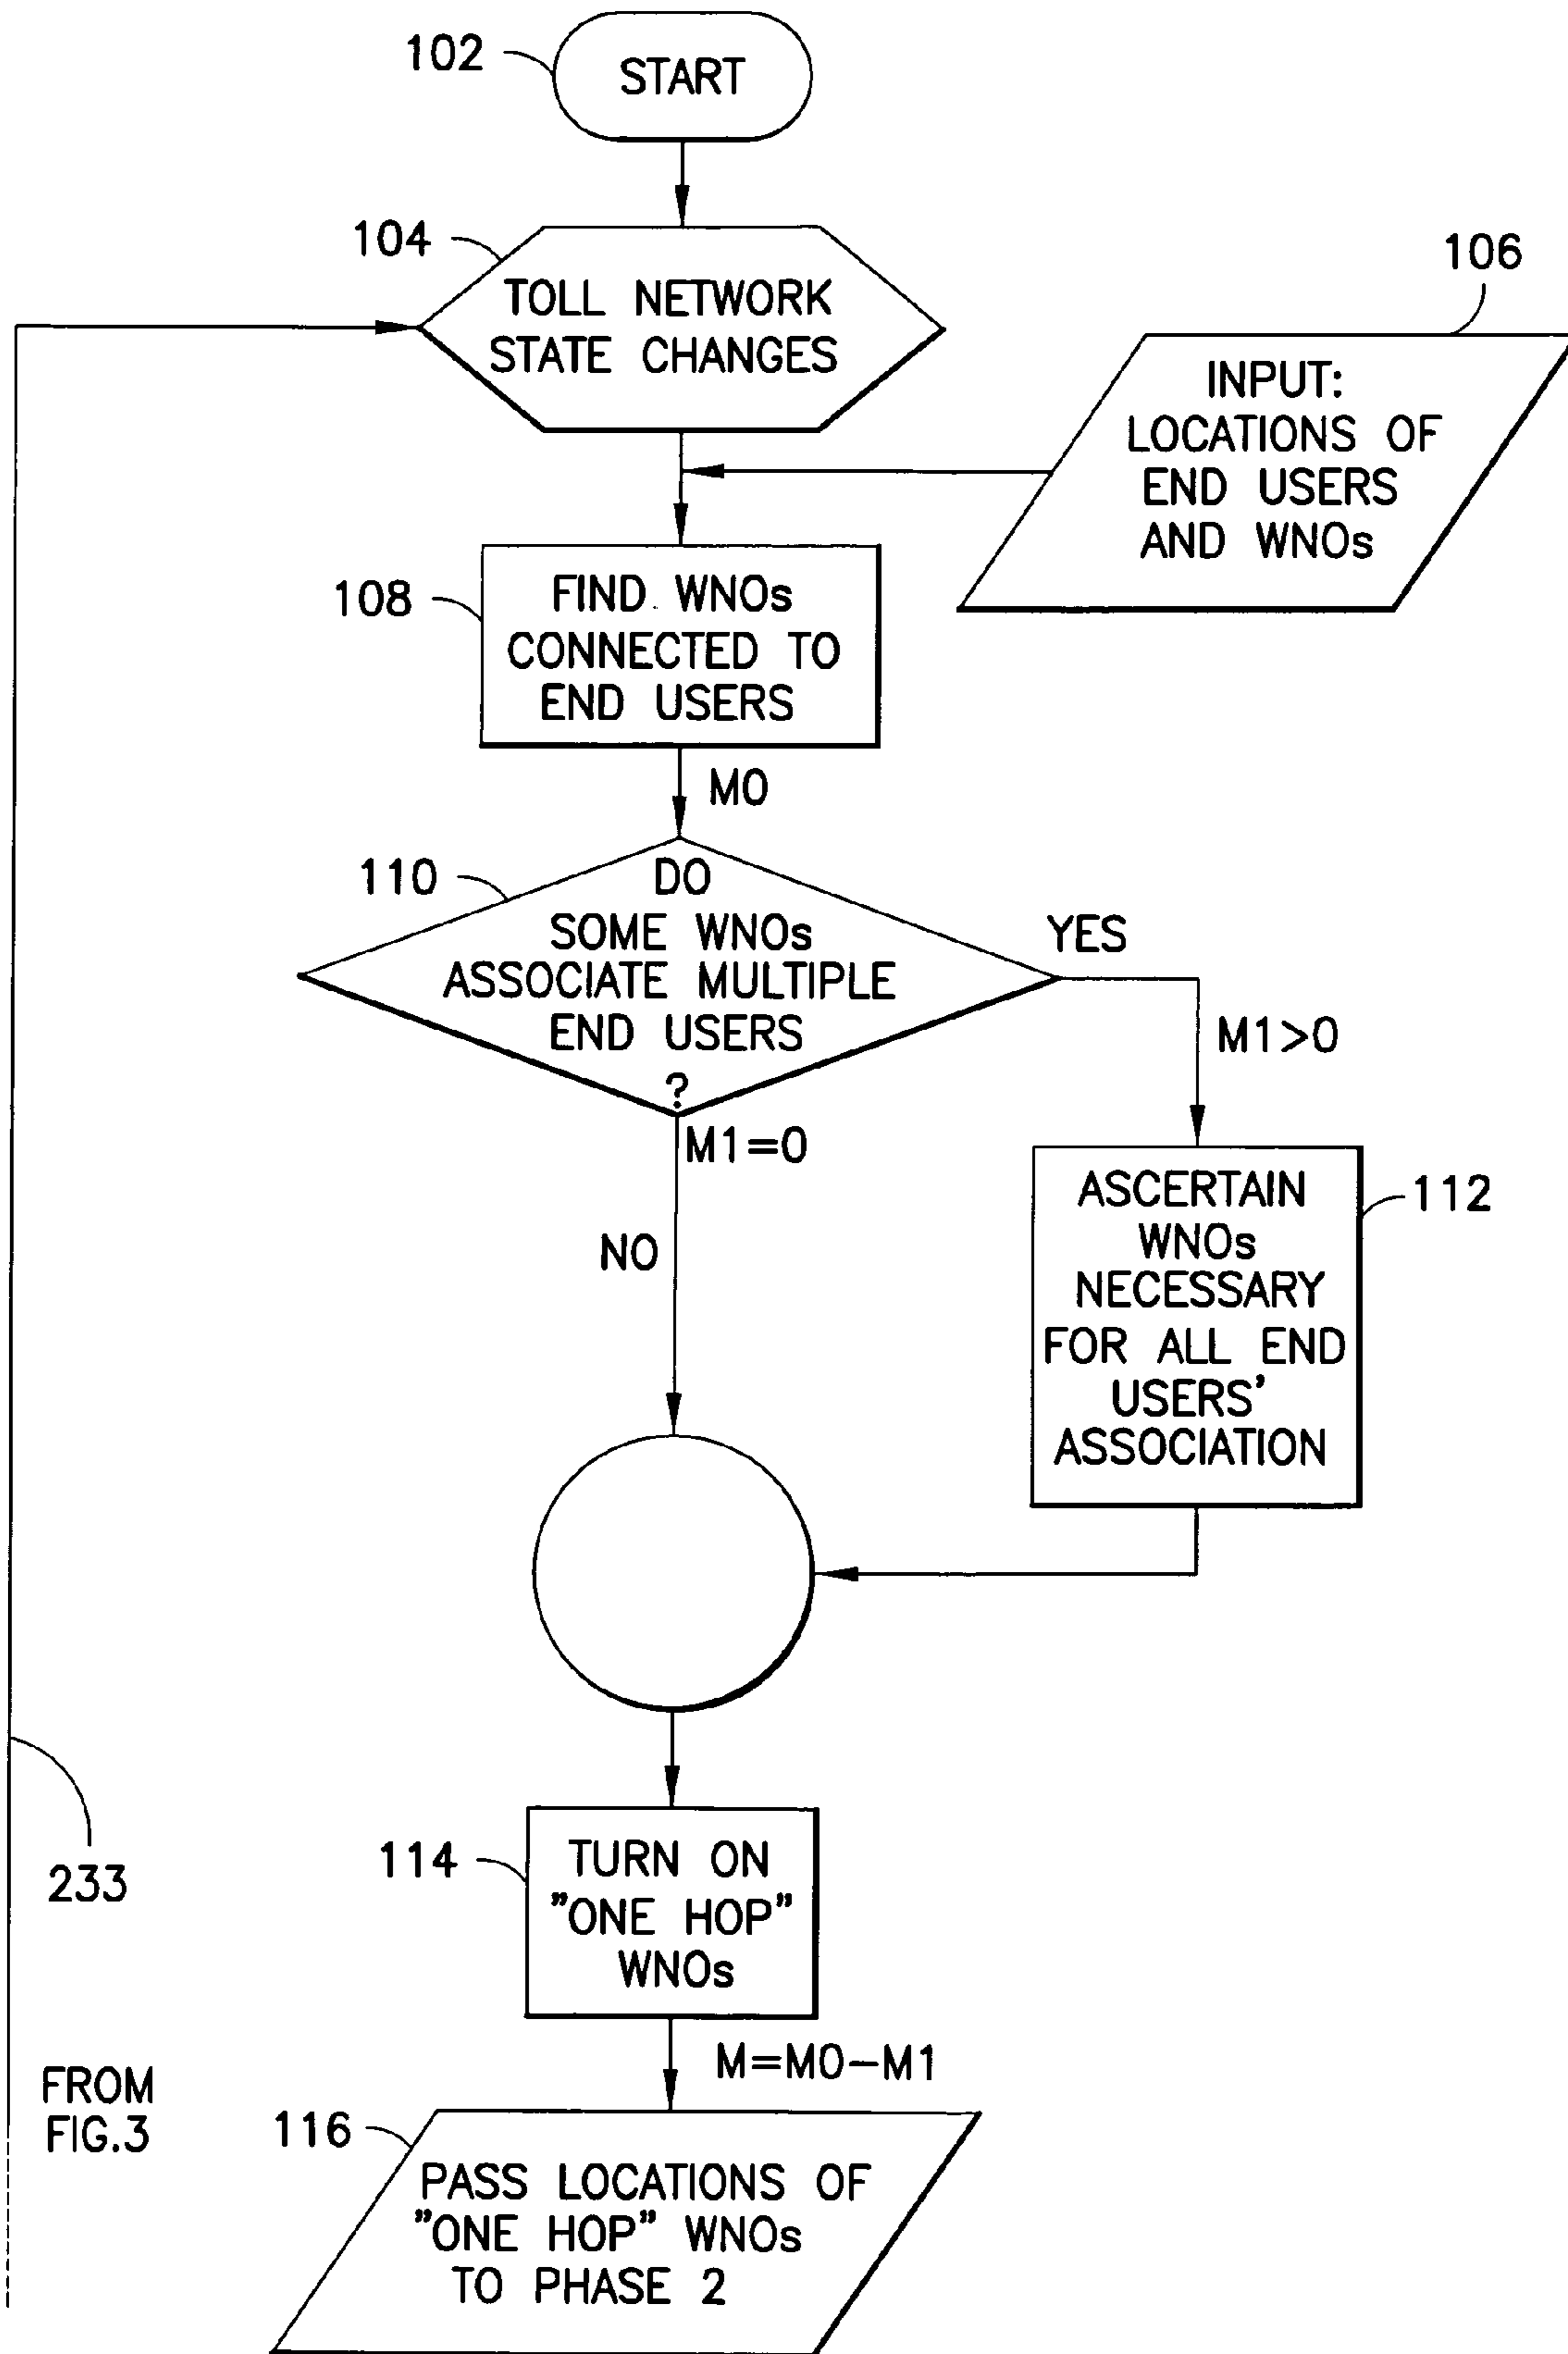 102
START
104
TOLL NETWORK
STATE CHANGES
106
INPUT:
LOCATIONS OF
END USERS
AND WNOs
108
FIND WNOs
CONNECTED TO
END USERS
M0
110
DO
SOME WNOs
ASSOCIATE MULTIPLE
END USERS
?
YES
M1>0
M1=0
NO
ASCERTAIN
WNOs
NECESSARY
FOR ALL END
USERS'
ASSOCIATION
112
114
TURN ON
"ONE HOP"
WNOs
233
M=M0-M1
FROM
FIG.3
116
PASS LOCATIONS OF
"ONE HOP" WNOs
TO PHASE 2